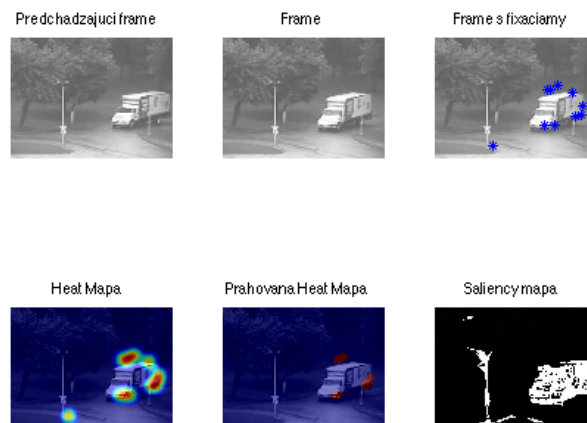 Predchadzajuci frame
Frame
Frame s fixaciamy
Heat Mapa
Prahovana Heat Mapa
Saliency mapa